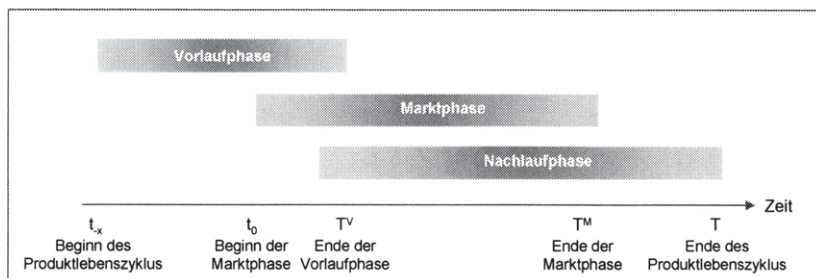 Vorlaufphase
Marktphase
Nachlaufphase
Zeit
t-x t0 TV TM T
Beginn des Beginn der Ende der Ende der Ende des
Produktlebenszyklus Marktphase Vorlaufphase Marktphase Produktlebenszyklus